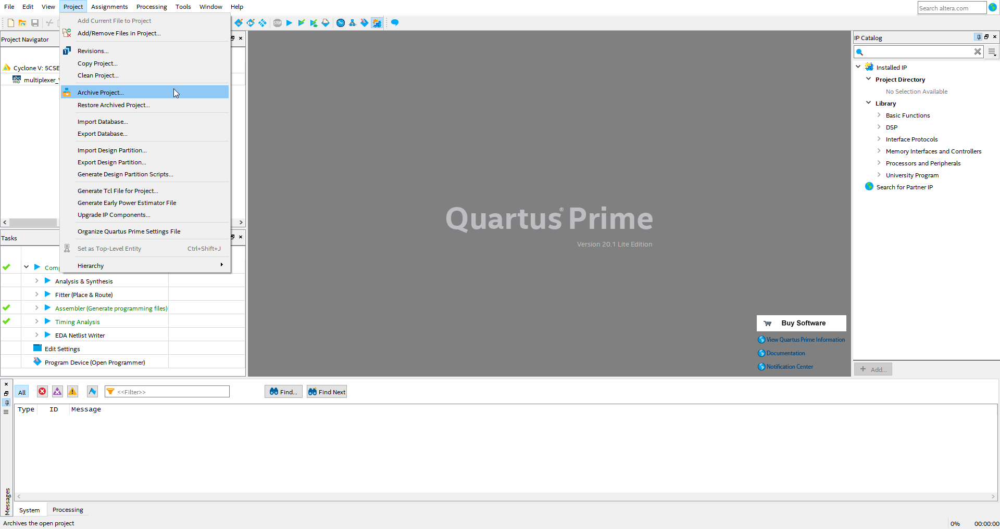 File Edit View Project Assignments Processing Tools Window Help
Search altera.com
Add Current File to Project
Add/Remove Files in Project...
Revisions...
Copy Project...
Clean Project...
Archive Project...
Restore Archived Project...
Import Database...
Export Database...
Import Design Partition...
Export Design Partition...
Generate Design Partition Scripts...
Generate Tcl File for Project...
Generate Early Power Estimator File
Upgrade IP Components...
Organize Quartus Prime Settings File
Set as Top-Level Entity Ctrl+Shift+J
Hierarchy
Project Navigator
Cyclone V: 5CSE
abc
VHD
multiplexer_
Tasks
STOP
Comp
Analysis & Synthesis
Fitter (Place & Route)
Assembler (Generate programming files)
Timing Analysis
EDA Netlist Writer
Edit Settings
Program Device (Open Programmer)
Quartus® Prime
Version 20.1 Lite Edition
Buy Software
View Quartus Prime Information
Documentation
Notification Center
IP Catalog
Installed IP
Project Directory
No Selection Available
Library
Basic Functions
DSP
Interface Protocols
Memory Interfaces and Controllers
Processors and Peripherals
University Program
Search for Partner IP
+ Add...
All <<Filter>> Find... Find Next
Type ID Message
Messages
System Processing
Archives the open project
0% 00:00:00